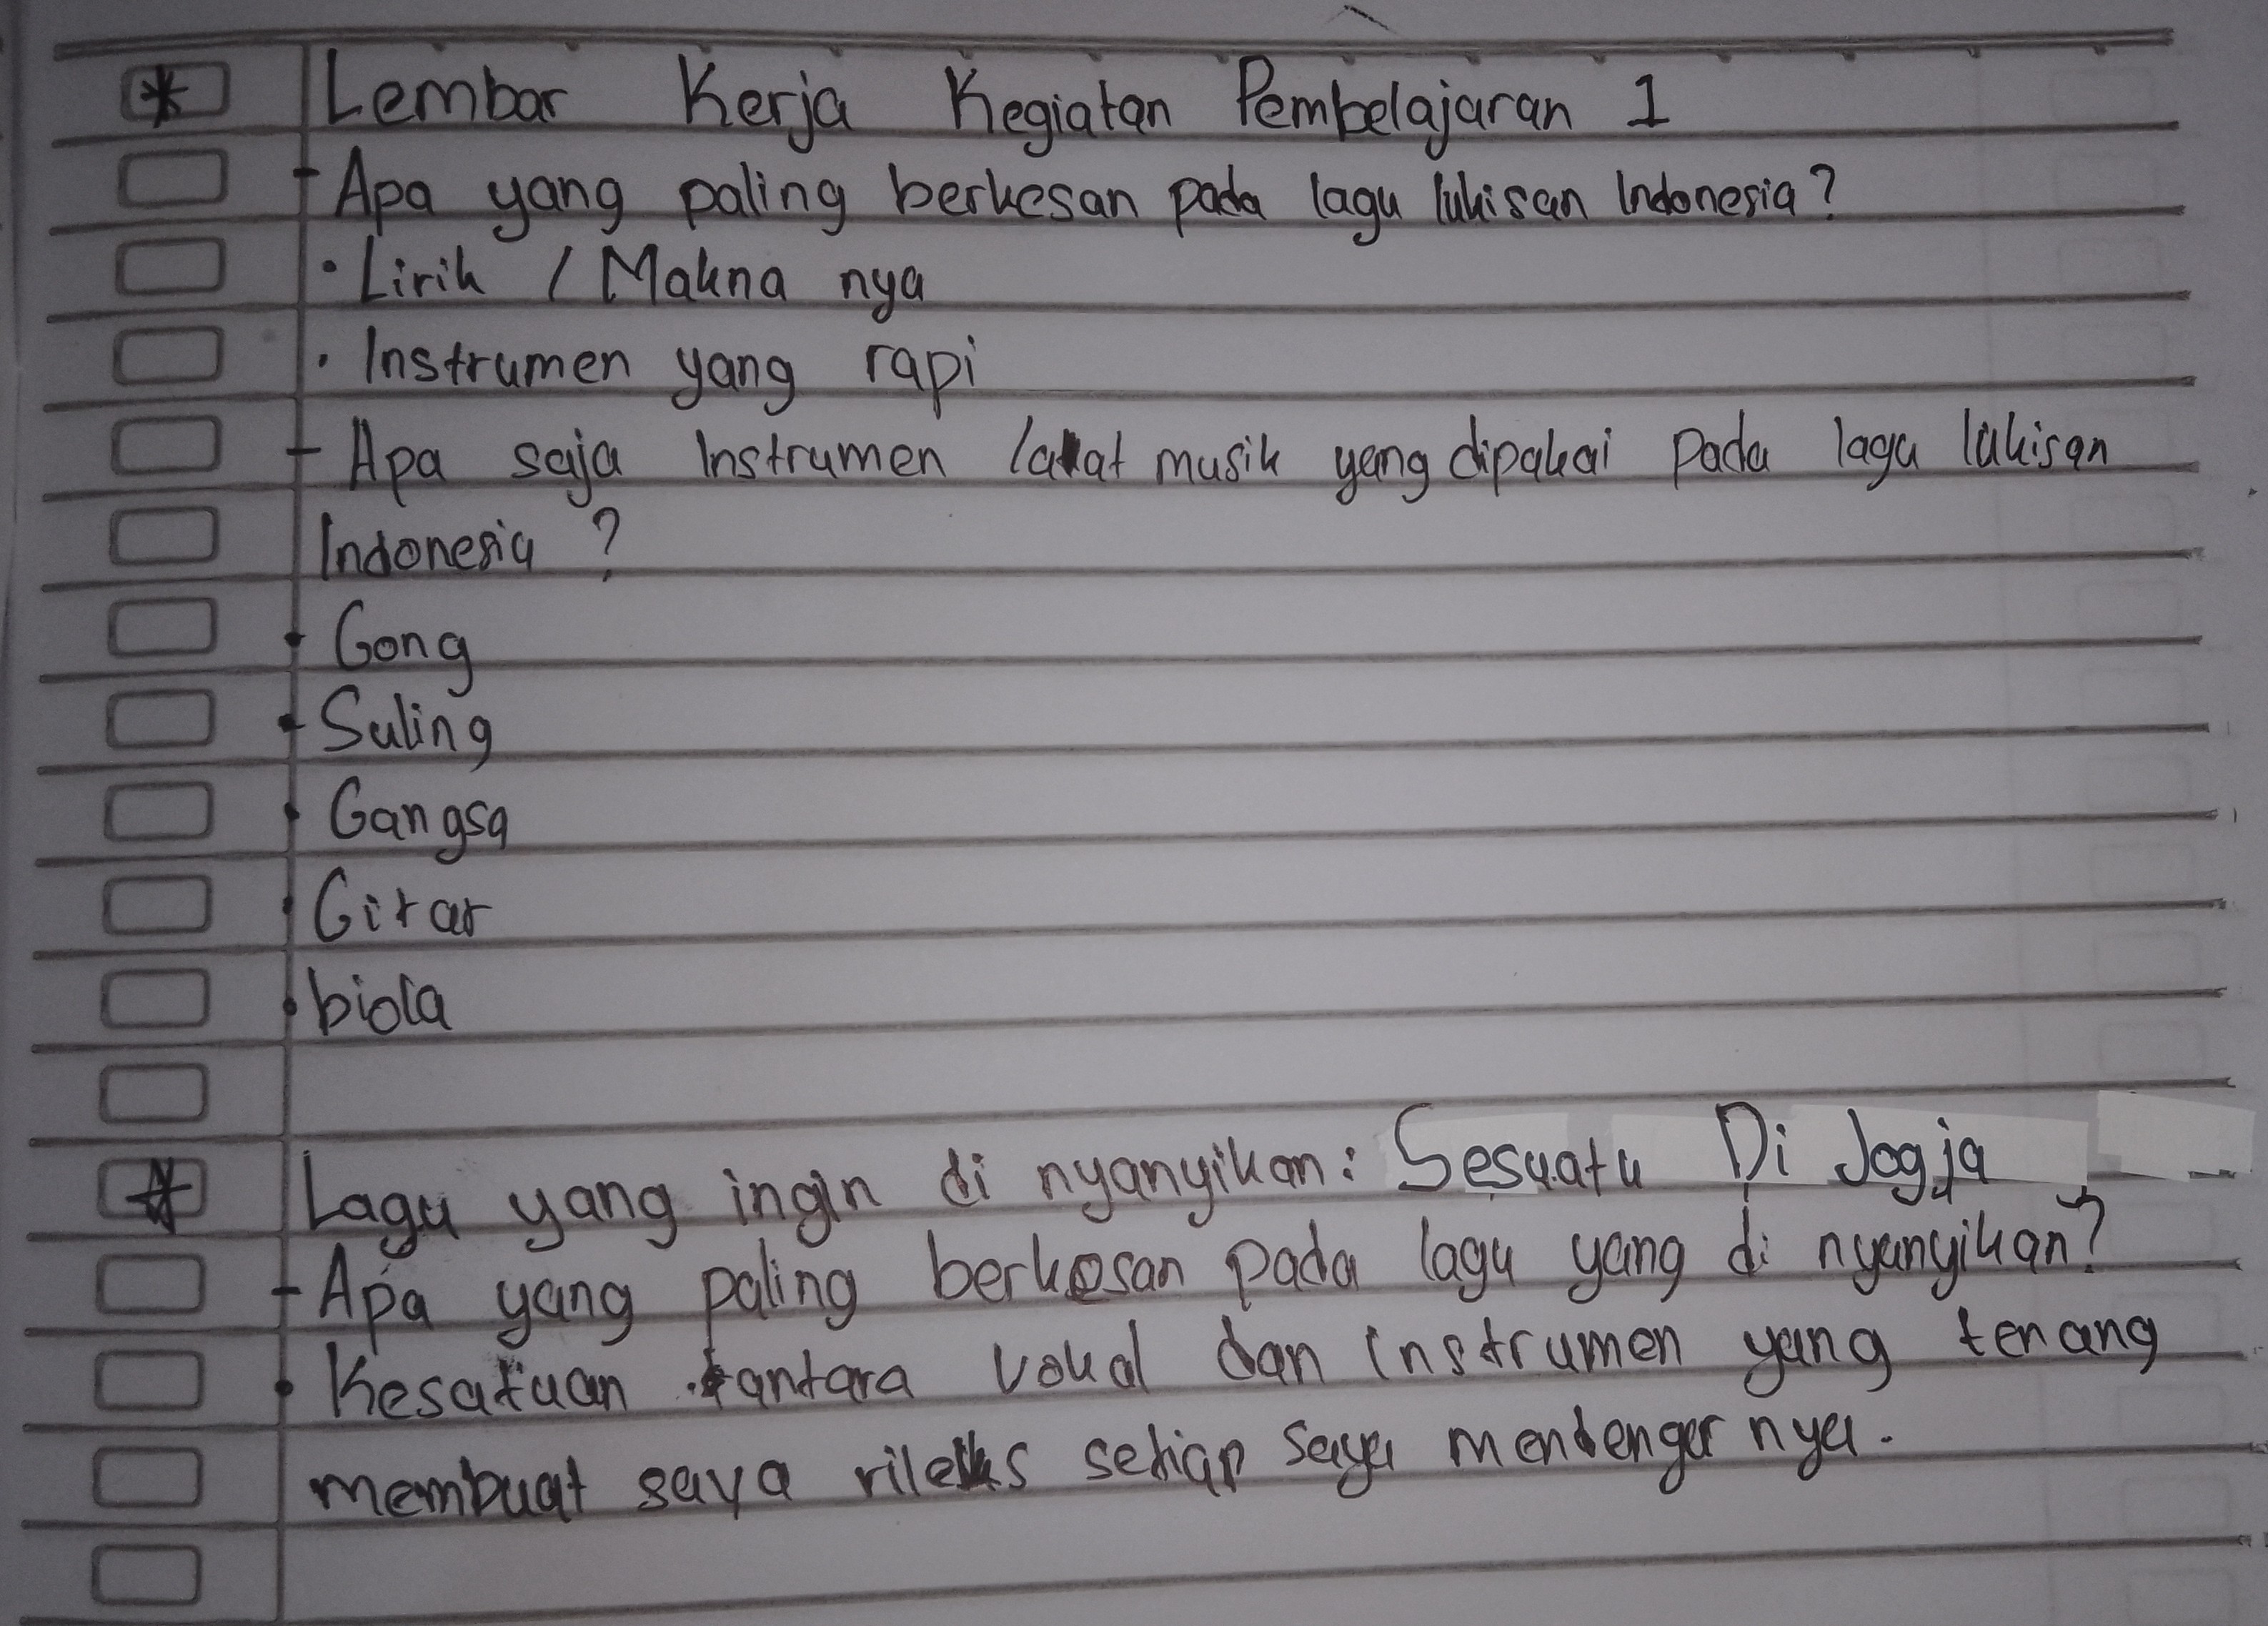 * Lembar Kerja Kegiatan Pembelajaran 1
- Apa yang paling berkesan pada lagu lukisan Indonesia?
• Lirik / Makna nya
• Instrumen yang rapi
- Apa saja Instrumen / alat musik yang dipakai pada lagu lukisan
Indonesia ?
• Gong
• Suling
• Gangsa
• Gitar
• biola
* Lagu yang ingin di nyanyikan: Sesuatu Di Jogja
- Apa yang paling berkesan pada lagu yang di nyanyikan?
• Kesatuan antara vokal dan instrumen yang tenang
membuat saya rileks setiap saya mendengar nya.